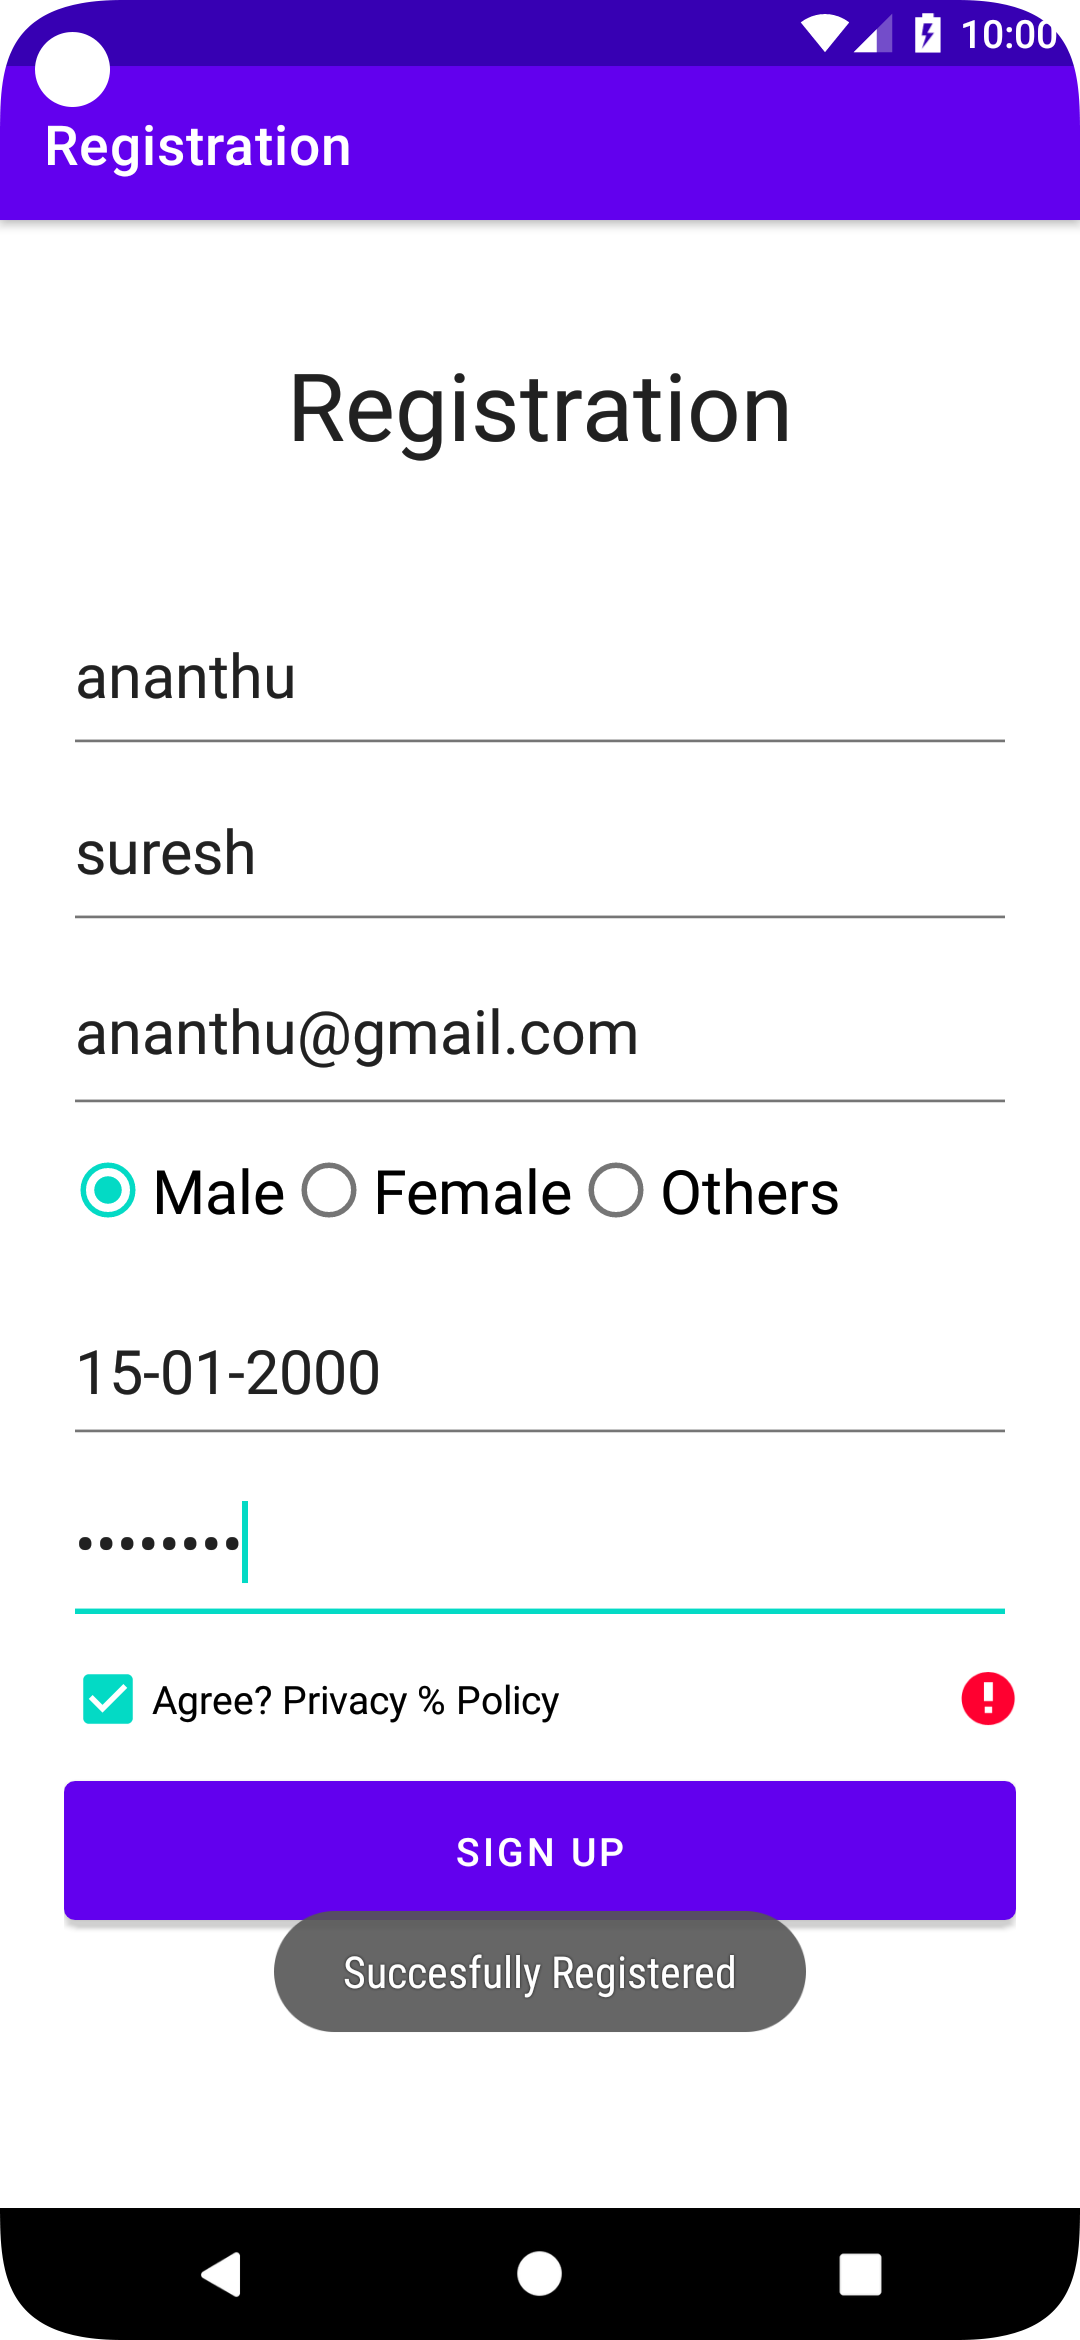 10:00
Registration
Registration
ananthu
suresh
ananthu@gmail.com
Male Female Others
15-01-2000
••••••••
Agree? Privacy % Policy
SIGN UP
Succesfully Registered